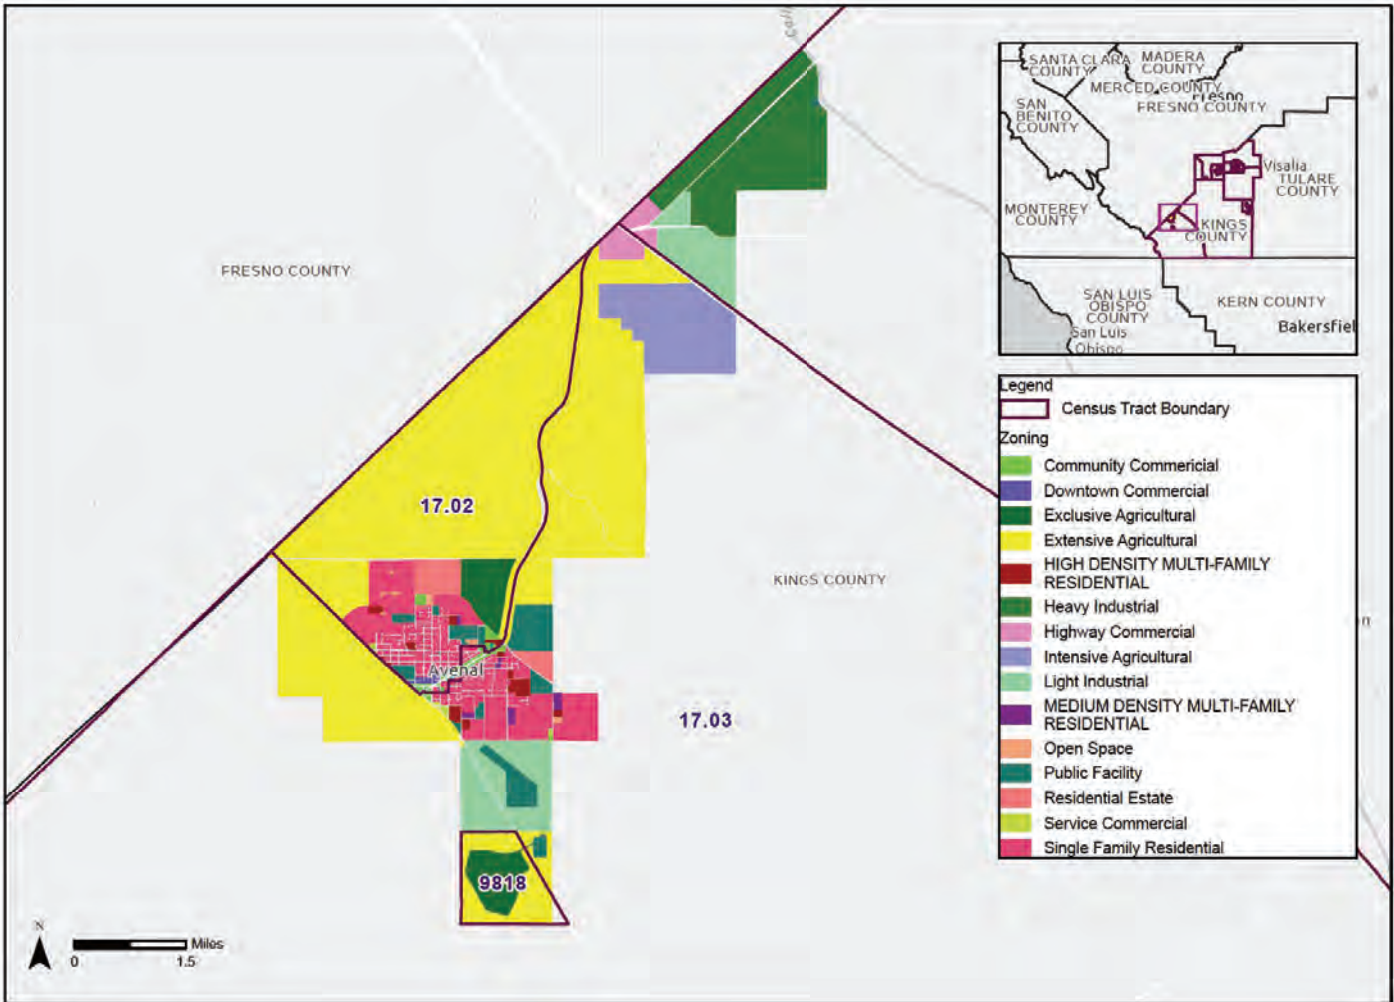 FRESNO COUNTY
17.02
KINGS COUNTY
Avenal
17.03
9818
N
Miles
0 1.5
SANTA CLARA
COUNTY
MADERA
COUNTY
MERCED COUNTY
Fresno
FRESNO COUNTY
SAN
BENITO
COUNTY
Visalia
TULARE
COUNTY
MONTEREY
COUNTY
KINGS
COUNTY
SAN LUIS
OBISPO
COUNTY
KERN COUNTY
San Luis
Obispo
Bakersfiel
Legend
Census Tract Boundary
Zoning
Community Commericial
Downtown Commercial
Exclusive Agricultural
Extensive Agricultural
HIGH DENSITY MULTI-FAMILY
RESIDENTIAL
Heavy Industrial
Highway Commercial
Intensive Agricultural
Light Industrial
MEDIUM DENSITY MULTI-FAMILY
RESIDENTIAL
Open Space
Public Facility
Residential Estate
Service Commercial
Single Family Residential